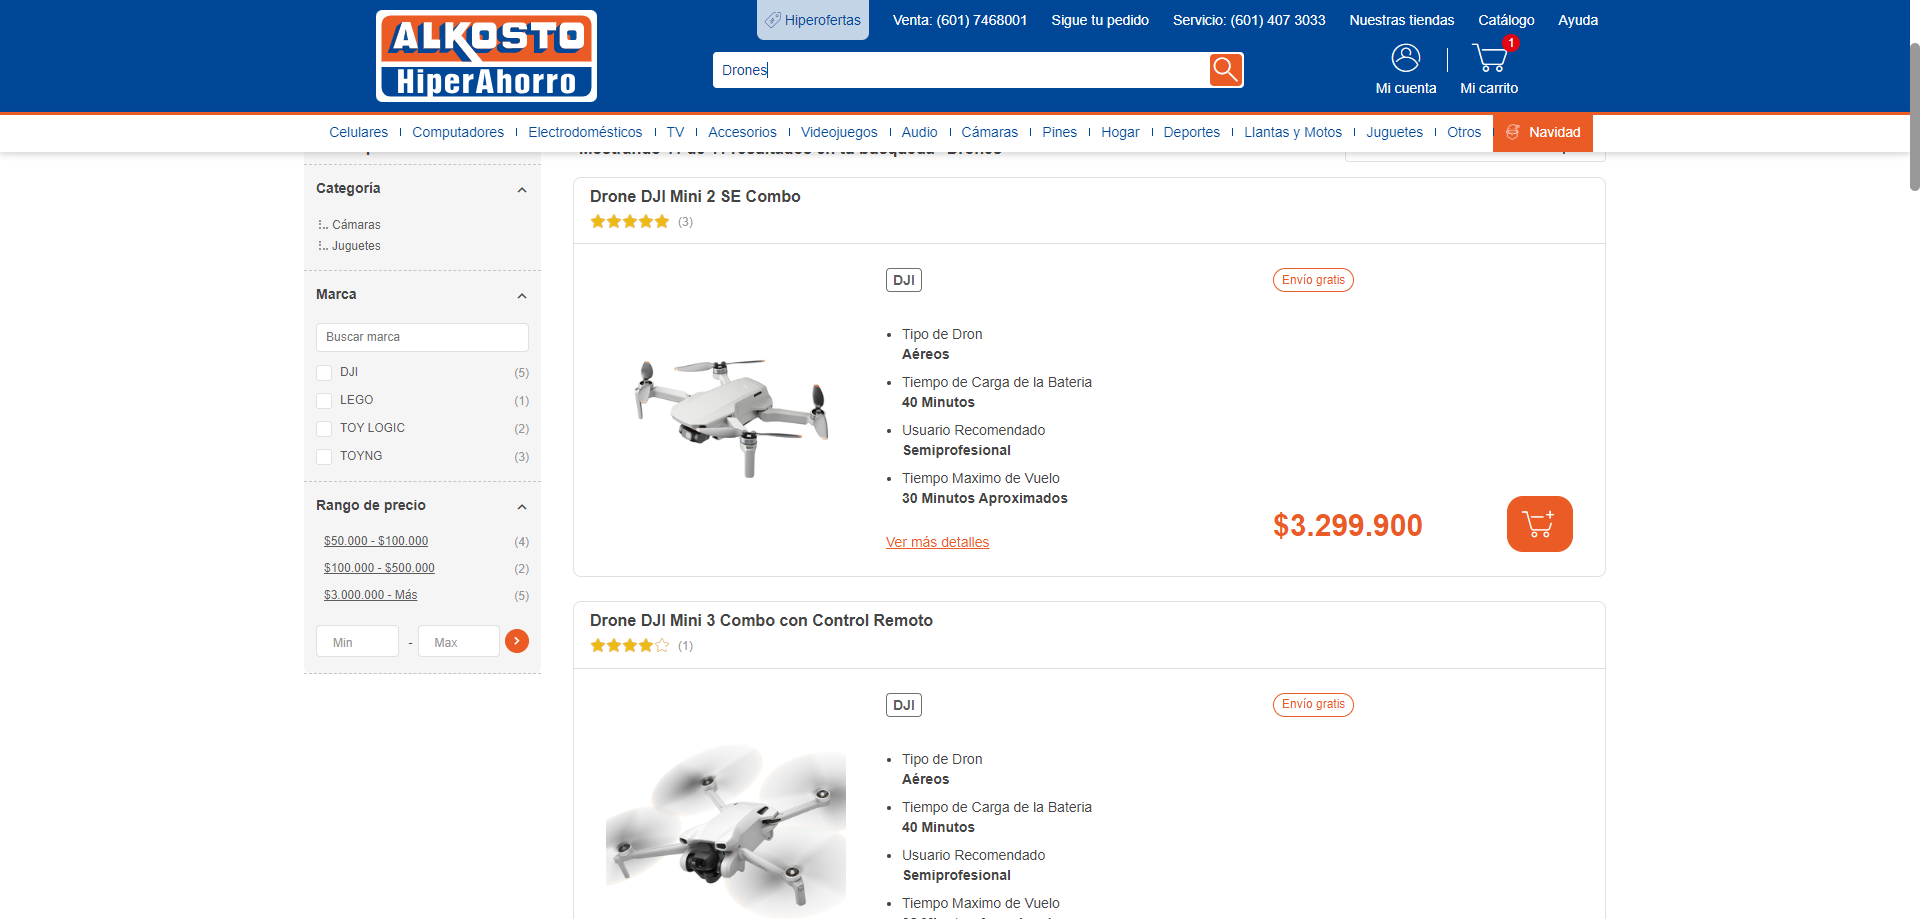 Hiperofertas
Venta: (601) 7468001
Sigue tu pedido
Servicio: (601) 407 3033
Nuestras tiendas
Catálogo
Ayuda
ALKOSTO
HiperAhorro
Drones
1
Mi cuenta
Mi carrito
Celulares
Computadores
Electrodomésticos
TV
Accesorios
Videojuegos
Audio
Cámaras
Pines
Hogar
Deportes
Llantas y Motos
Juguetes
Otros
Navidad
Categoría
Cámaras
Juguetes
Marca
Buscar marca
DJI (5)
LEGO (1)
TOY LOGIC (2)
TOYNG (3)
Rango de precio
$50.000 - $100.000 (4)
$100.000 - $500.000 (2)
$3.000.000 - Más (5)
Min - Max
Drone DJI Mini 2 SE Combo
(3)
DJI
Envío gratis
Tipo de Dron
Aéreos
Tiempo de Carga de la Bateria
40 Minutos
Usuario Recomendado
Semiprofesional
Tiempo Maximo de Vuelo
30 Minutos Aproximados
Ver más detalles
$3.299.900
Drone DJI Mini 3 Combo con Control Remoto
(1)
DJI
Envío gratis
Tipo de Dron
Aéreos
Tiempo de Carga de la Bateria
40 Minutos
Usuario Recomendado
Semiprofesional
Tiempo Maximo de Vuelo